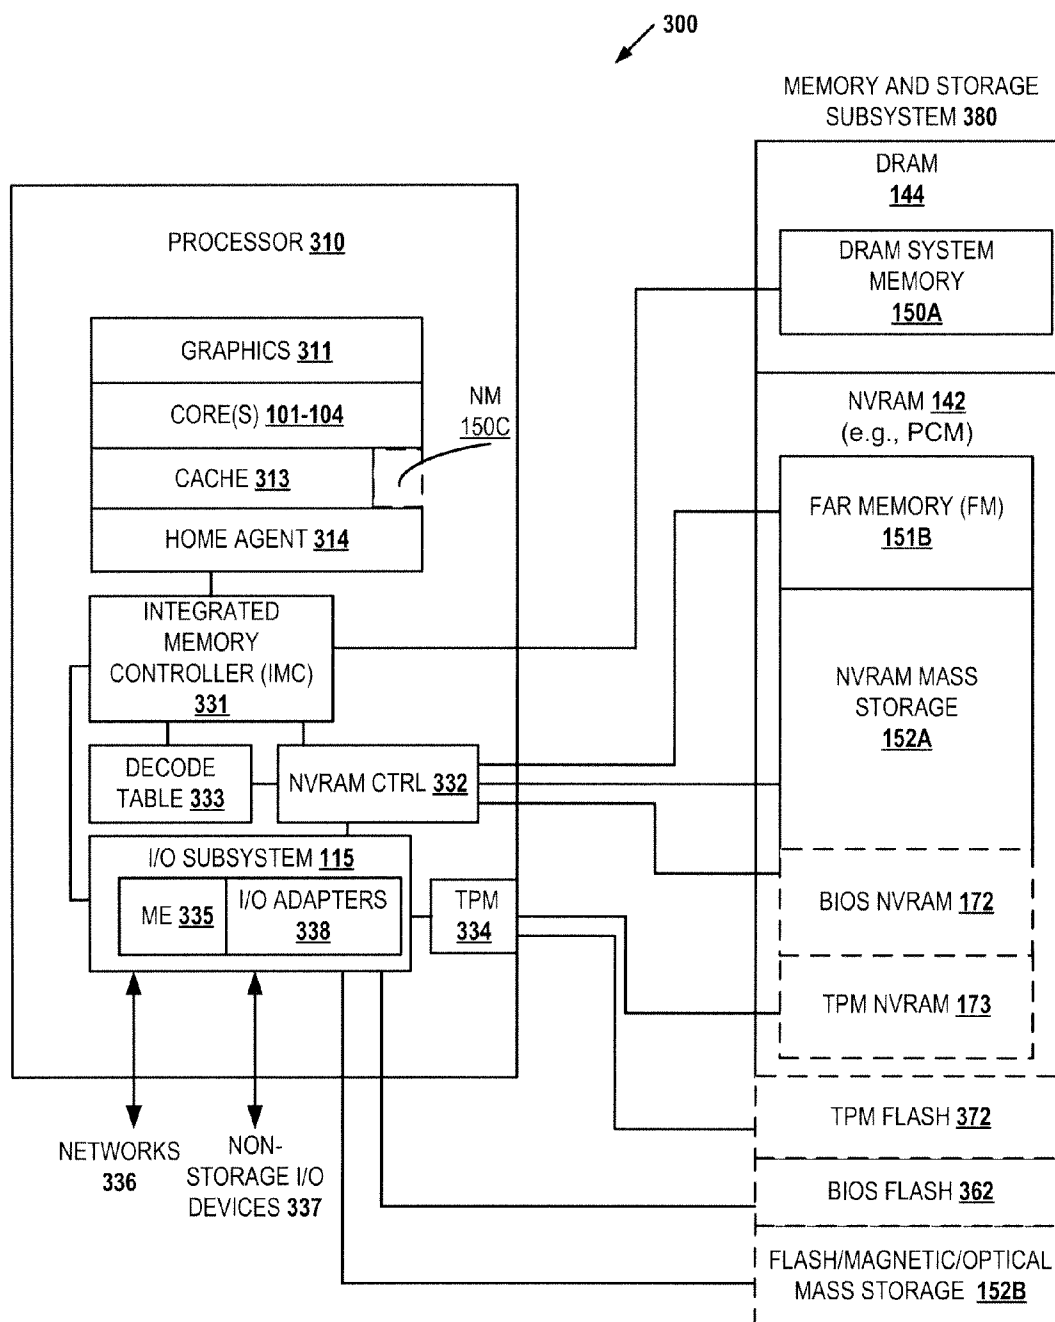 300
MEMORY AND STORAGE
SUBSYSTEM 380
DRAM
144
DRAM SYSTEM
MEMORY
150A
PROCESSOR 310
GRAPHICS 311
CORE(S) 101-104
CACHE 313
HOME AGENT 314
NM
150C
INTEGRATED
MEMORY
CONTROLLER (IMC)
331
DECODE
TABLE 333
NVRAM CTRL 332
I/O SUBSYSTEM 115
ME 335
I/O ADAPTERS
338
TPM
334
NETWORKS
336
NON-
STORAGE I/O
DEVICES 337
NVRAM 142
(e.g., PCM)
FAR MEMORY (FM)
151B
NVRAM MASS
STORAGE
152A
BIOS NVRAM 172
TPM NVRAM 173
TPM FLASH 372
BIOS FLASH 362
FLASH/MAGNETIC/OPTICAL
MASS STORAGE 152B